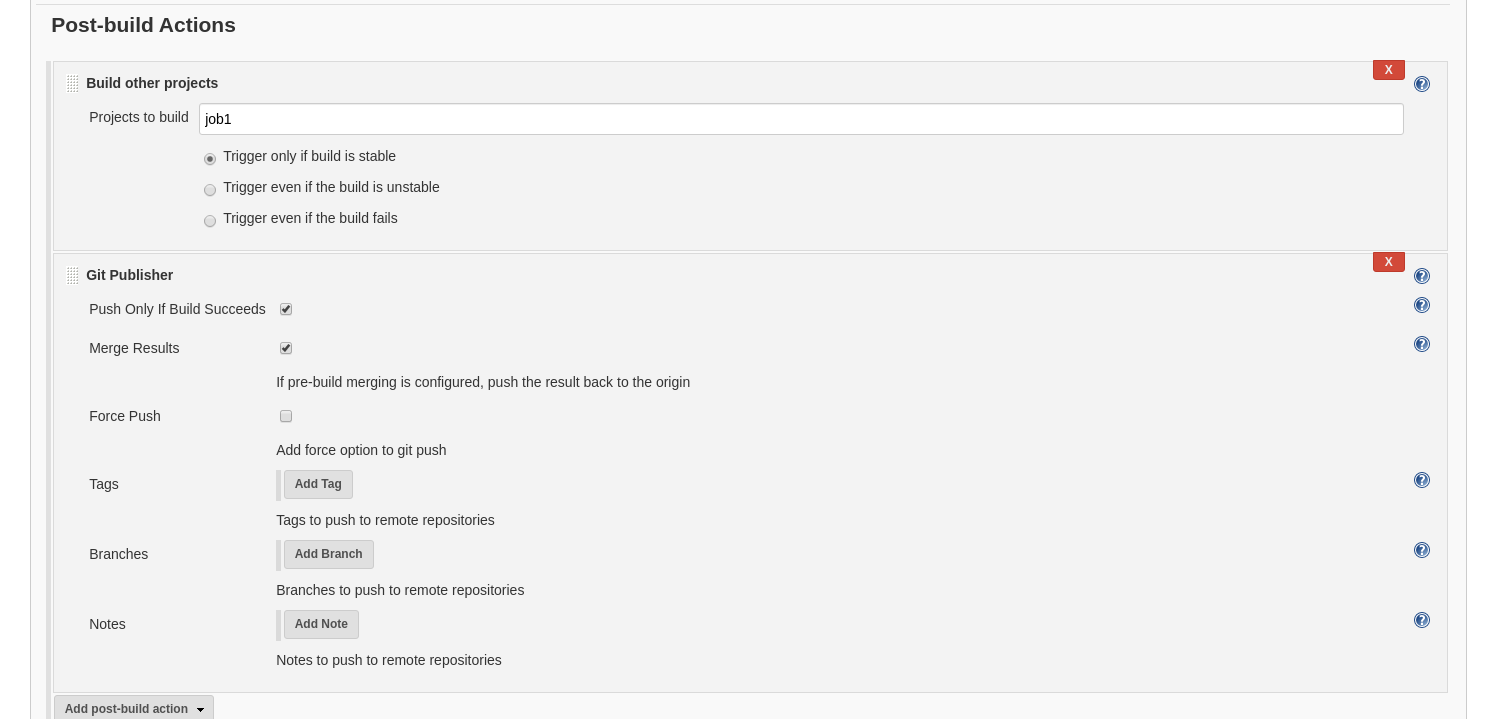 Post-build Actions
X
Build other projects
Projects to build job1
Trigger only if build is stable
Trigger even if the build is unstable
Trigger even if the build fails
X
Git Publisher
Push Only If Build Succeeds
Merge Results
If pre-build merging is configured, push the result back to the origin
Force Push
Add force option to git push
Tags Add Tag
Tags to push to remote repositories
Branches Add Branch
Branches to push to remote repositories
Notes Add Note
Notes to push to remote repositories
Add post-build action